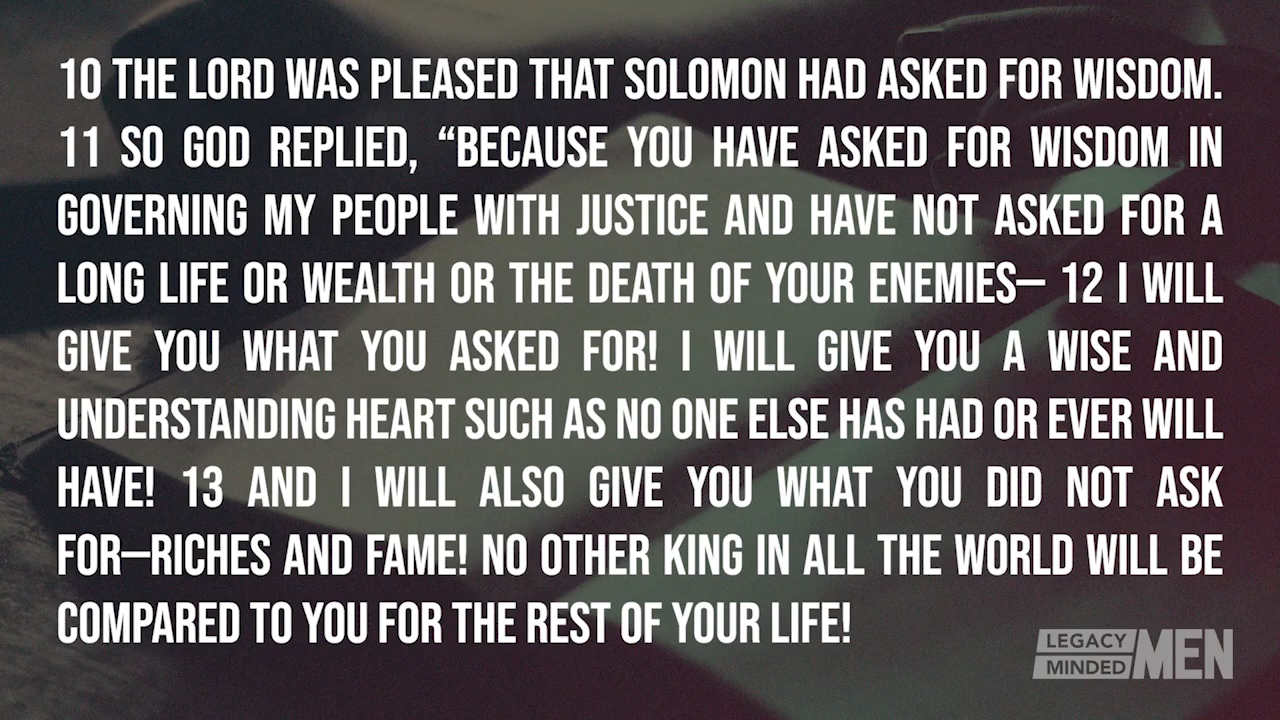 10 THE LORD WAS PLEASED THAT SOLOMON HAD ASKED FOR WISDOM.
11 SO GOD REPLIED, “BECAUSE YOU HAVE ASKED FOR WISDOM IN
GOVERNING MY PEOPLE WITH JUSTICE AND HAVE NOT ASKED FOR A
LONG LIFE OR WEALTH OR THE DEATH OF YOUR ENEMIES— 12 I WILL
GIVE YOU WHAT YOU ASKED FOR! I WILL GIVE YOU A WISE AND
UNDERSTANDING HEART SUCH AS NO ONE ELSE HAS HAD OR EVER WILL
HAVE! 13 AND I WILL ALSO GIVE YOU WHAT YOU DID NOT ASK
FOR—RICHES AND FAME! NO OTHER KING IN ALL THE WORLD WILL BE
COMPARED TO YOU FOR THE REST OF YOUR LIFE!
LEGACY
MINDED
MEN